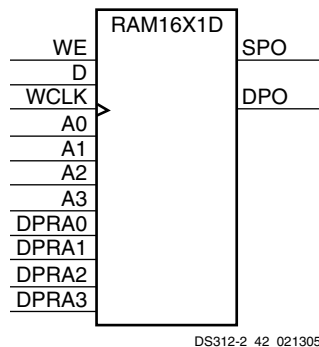 RAM16X1D
WE
SPO
D
WCLK
DPO
A0
A1
A2
A3
DPRA0
DPRA1
DPRA2
DPRA3
DS312-2_42_021305